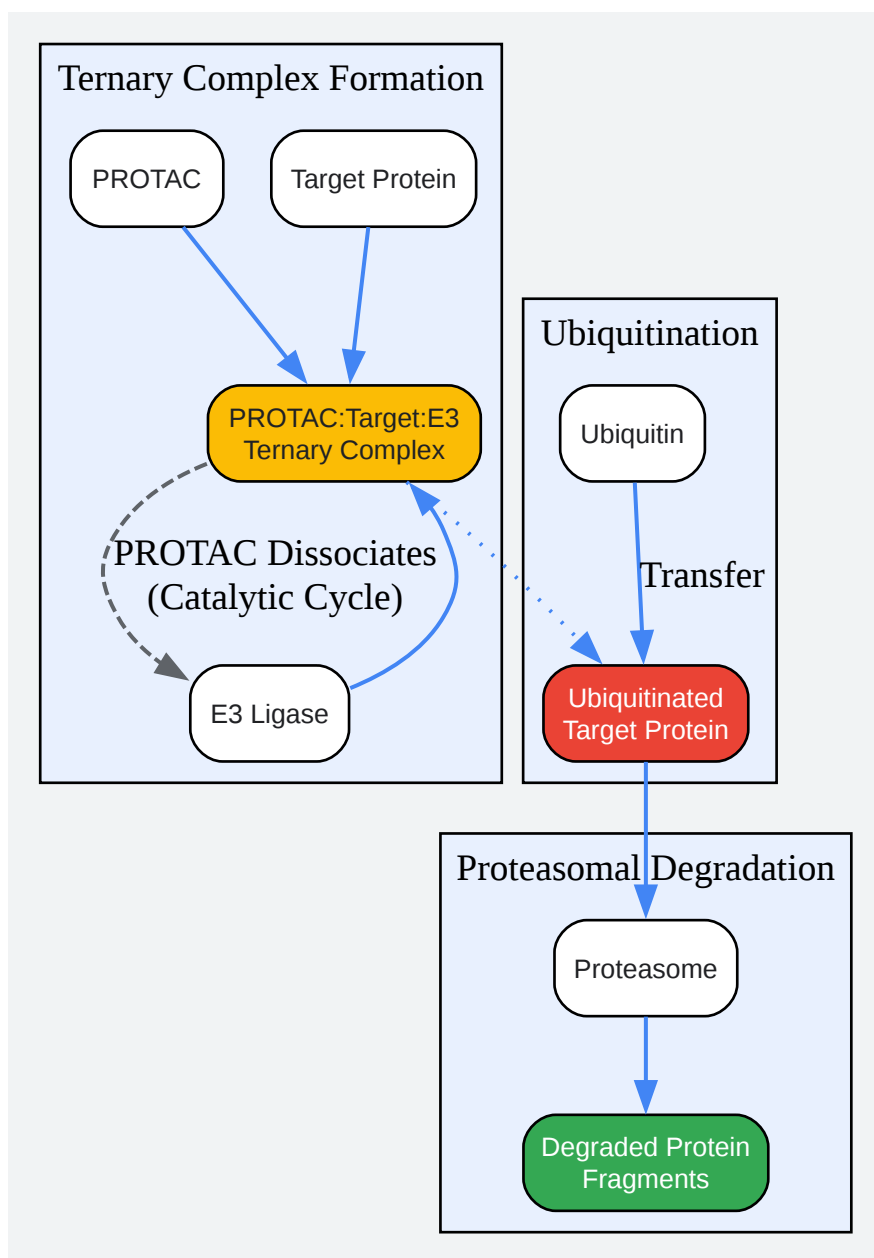 Ternary Complex Formation
PROTAC
Target Protein
PROTAC:Target:E3
Ternary Complex
PROTAC Dissociates
(Catalytic Cycle)
E3 Ligase
Ubiquitination
Ubiquitin
Transfer
Ubiquitinated
Target Protein
Proteasomal Degradation
Proteasome
Degraded Protein
Fragments